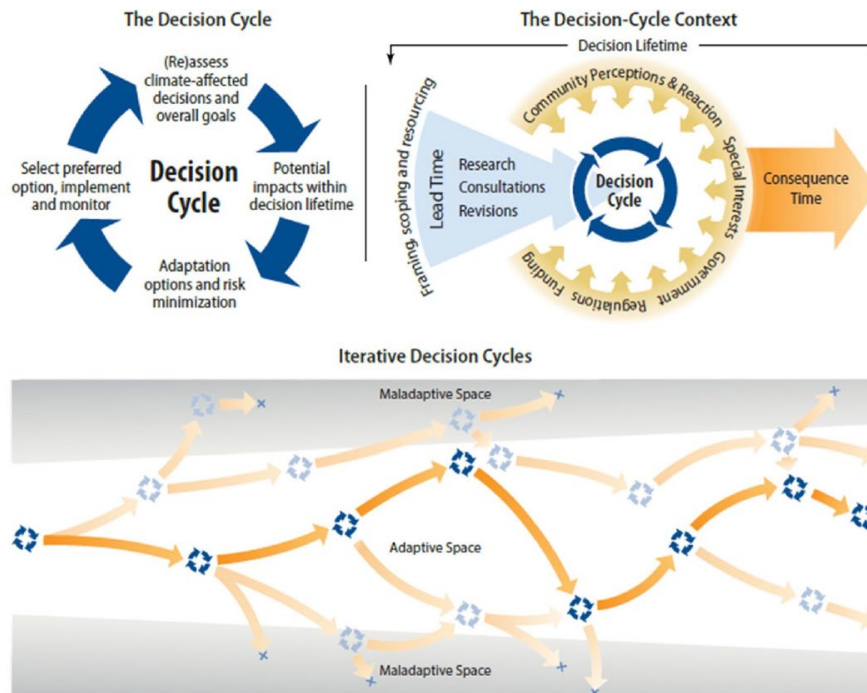 The Decision Cycle
(Re)assess
climate-affected
decisions and
overall goals
Select preferred
option, implement
and monitor
Decision
Cycle
Potential
impacts within
decision lifetime
Adaptation
options and risk
minimization
The Decision-Cycle Context
Decision Lifetime
Framing, scoping and resourcing
Lead Time
Research
Consultations
Revisions
Decision
Cycle
Community Perceptions & Reaction
Special Interests
Government
Regulations
Funding
Consequence
Time
Iterative Decision Cycles
Maladaptive Space
Adaptive Space
Maladaptive Space